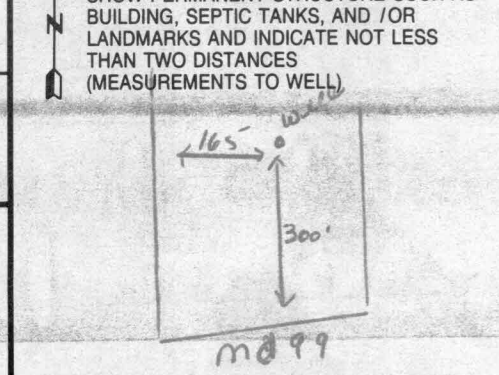 N
BUILDING, SEPTIC TANKS, AND /OR
LANDMARKS AND INDICATE NOT LESS
THAN TWO DISTANCES
(MEASUREMENTS TO WELL)
Well
165
300'
md 99